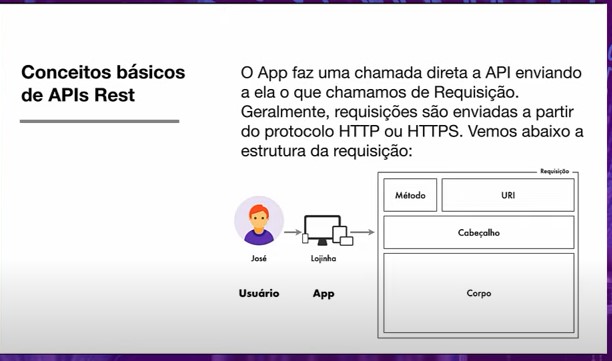 Conceitos básicos
de APIs Rest
O App faz uma chamada direta a API enviando
a ela o que chamamos de Requisição.
Geralmente, requisições são enviadas a partir
do protocolo HTTP ou HTTPS. Vemos abaixo a
estrutura da requisição:
Requisição
Método
URI
Cabeçalho
Corpo
José
Lojinha
Usuário
App